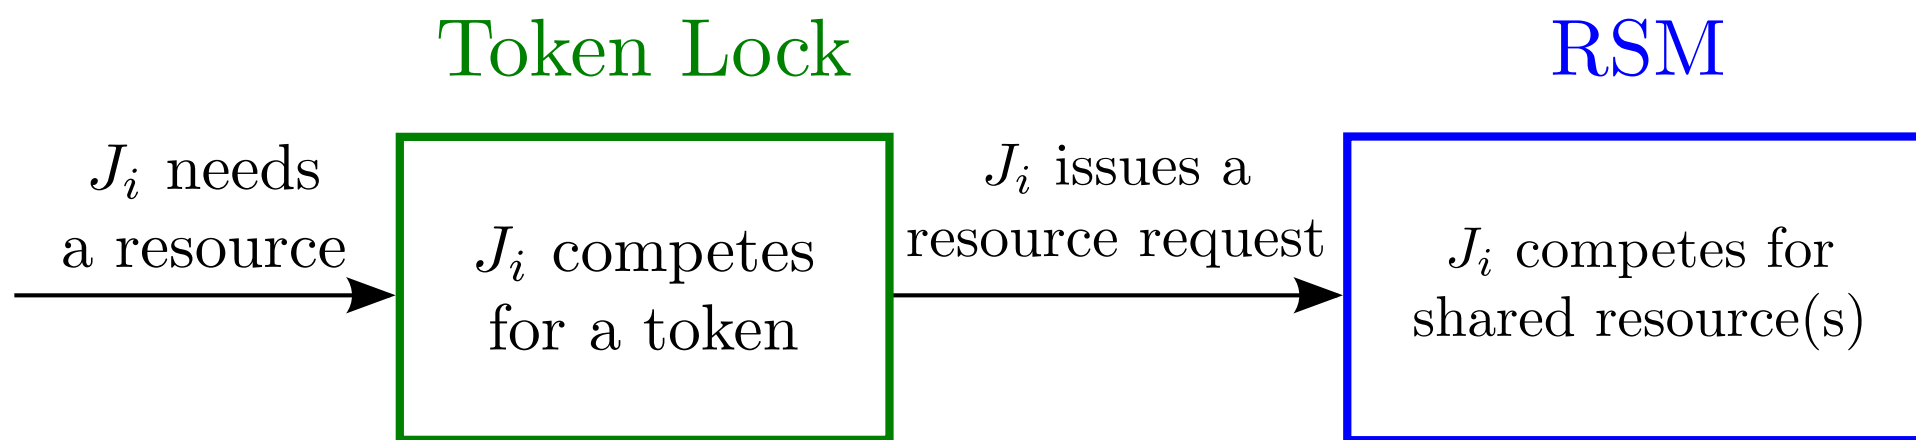 Token Lock
RSM
J_i needs
a resource
J_i competes
for a token
J_i issues a
resource request
J_i competes for
shared resource(s)